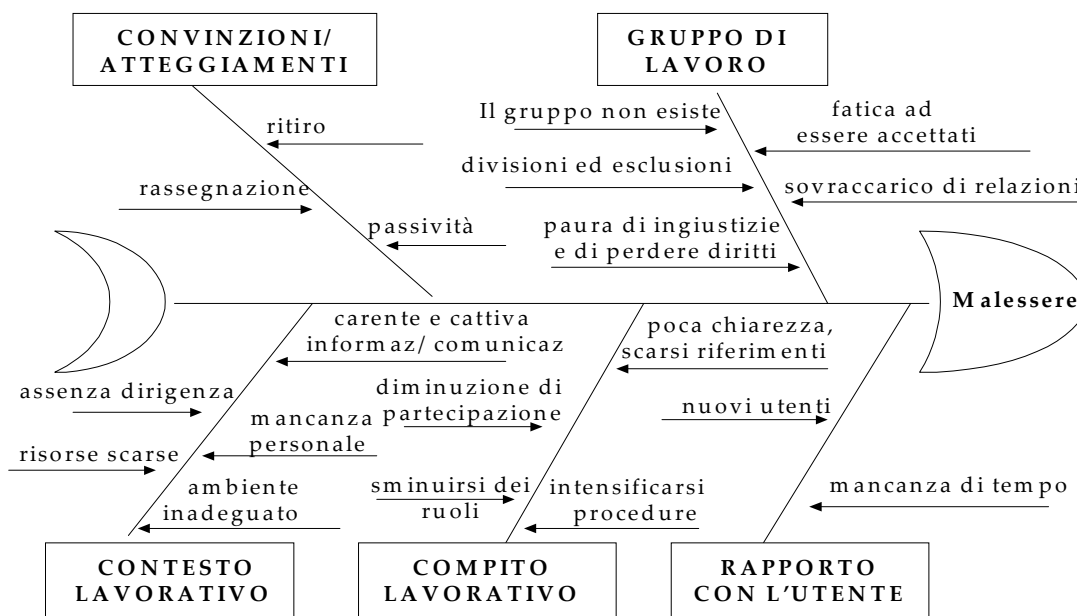 CONVINZIONI/
ATTEGGIAMENTI
GRUPPO DI
LAVORO
ritiro
rassegnazione
passività
Il gruppo non esiste
fatica ad
essere accettati
divisioni ed esclusioni
sovraccarico di relazioni
paura di ingiustizie
e di perdere diritti
Malessere
carente e cattiva
informaz/ comunicaz
assenza dirigenza
mancanza
personale
risorse scarse
ambiente
inadeguato
poca chiarezza,
scarsi riferimenti
diminuzione di
partecipazione
sminuirsi dei
ruoli
intensificarsi
procedure
nuovi utenti
mancanza di tempo
CONTESTO
LAVORATIVO
COMPITO
LAVORATIVO
RAPPORTO
CON L'UTENTE